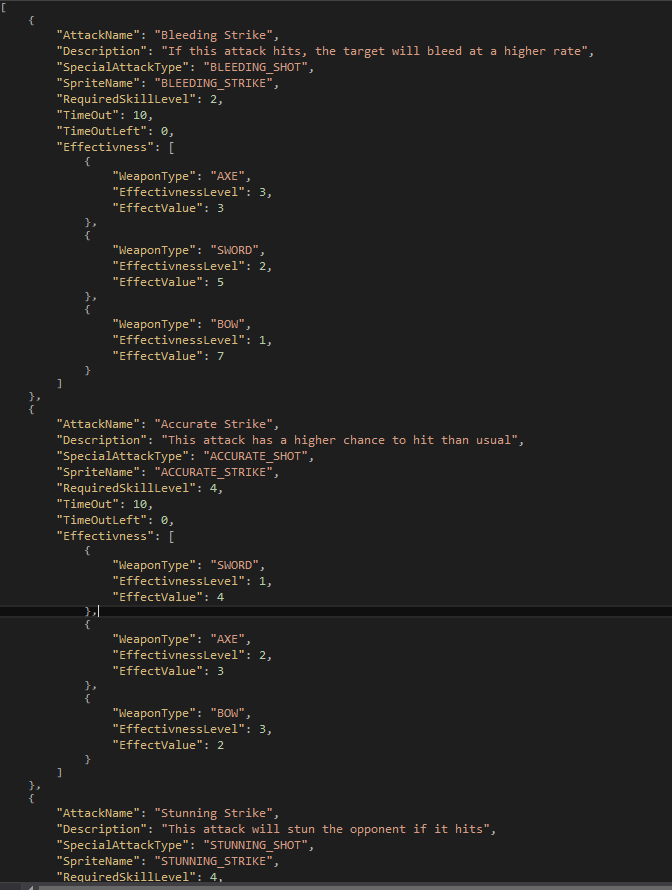 [
{
"AttackName": "Bleeding Strike",
"Description": "If this attack hits, the target will bleed at a higher rate",
"SpecialAttackType": "BLEEDING_SHOT",
"SpriteName": "BLEEDING_STRIKE",
"RequiredSkillLevel": 2,
"TimeOut": 10,
"TimeOutLeft": 0,
"Effectivness": [
{
"WeaponType": "AXE",
"EffectivnessLevel": 3,
"EffectValue": 3
},
{
"WeaponType": "SWORD",
"EffectivnessLevel": 2,
"EffectValue": 5
},
{
"WeaponType": "BOW",
"EffectivnessLevel": 1,
"EffectValue": 7
}
]
},
{
"AttackName": "Accurate Strike",
"Description": "This attack has a higher chance to hit than usual",
"SpecialAttackType": "ACCURATE_SHOT",
"SpriteName": "ACCURATE_STRIKE",
"RequiredSkillLevel": 4,
"TimeOut": 10,
"TimeOutLeft": 0,
"Effectivness": [
{
"WeaponType": "SWORD",
"EffectivnessLevel": 1,
"EffectValue": 4
},
{
"WeaponType": "AXE",
"EffectivnessLevel": 2,
"EffectValue": 3
},
{
"WeaponType": "BOW",
"EffectivnessLevel": 3,
"EffectValue": 2
}
]
},
{
"AttackName": "Stunning Strike",
"Description": "This attack will stun the opponent if it hits",
"SpecialAttackType": "STUNNING_SHOT",
"SpriteName": "STUNNING_STRIKE",
"RequiredSkillLevel": 4,